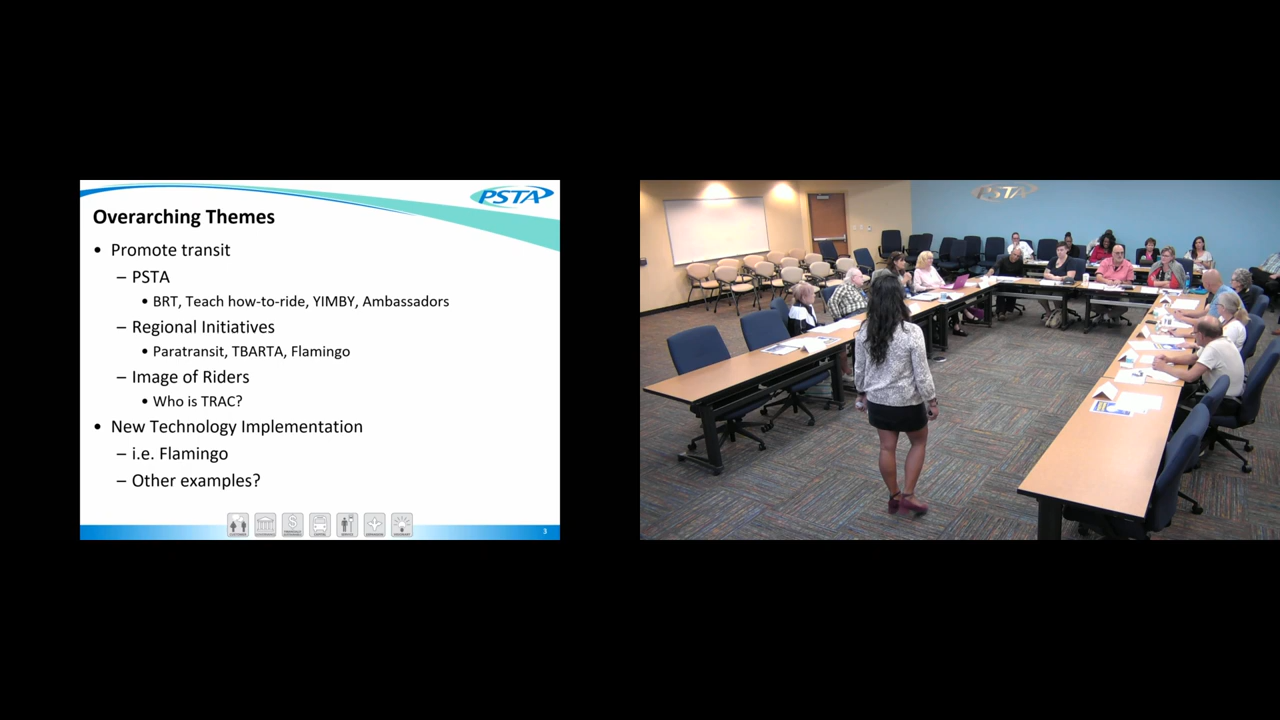 PSTA
Overarching Themes
• Promote transit
– PSTA
• BRT, Teach how-to-ride, YIMBY, Ambassadors
– Regional Initiatives
• Paratransit, TBARTA, Flamingo
– Image of Riders
• Who is TRAC?
• New Technology Implementation
– i.e. Flamingo
– Other examples?
3
PSTA